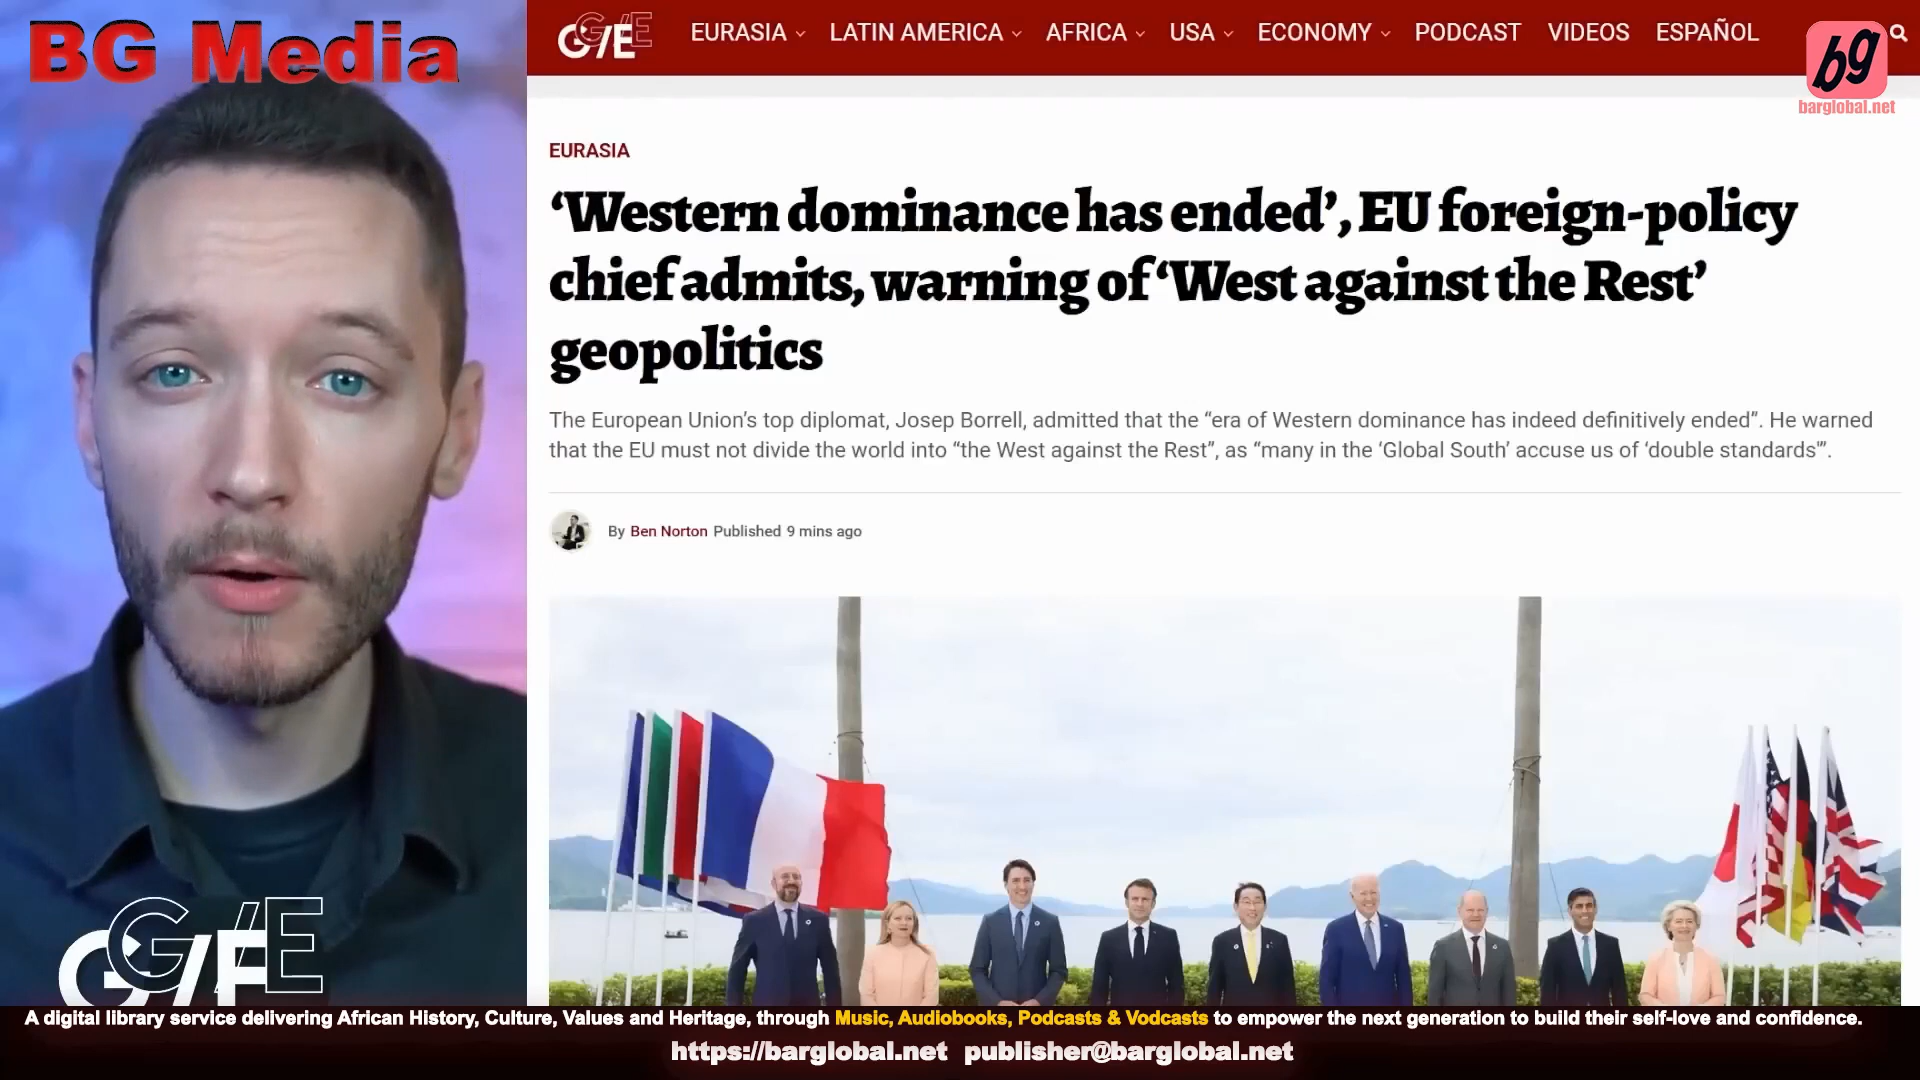 BG Media
G/E
EURASIA
LATIN AMERICA
AFRICA
USA
ECONOMY
PODCAST
VIDEOS
ESPAÑOL
bg
barglobal.net
EURASIA
‘Western dominance has ended’, EU foreign-policy
chief admits, warning of ‘West against the Rest’
geopolitics
The European Union’s top diplomat, Josep Borrell, admitted that the “era of Western dominance has indeed definitively ended”. He warned
that the EU must not divide the world into “the West against the Rest”, as “many in the ‘Global South’ accuse us of ‘double standards’”.
By Ben Norton Published 9 mins ago
G/E
A digital library service delivering African History, Culture, Values and Heritage, through Music, Audiobooks, Podcasts & Vodcasts to empower the next generation to build their self-love and confidence.
https://barglobal.net publisher@barglobal.net